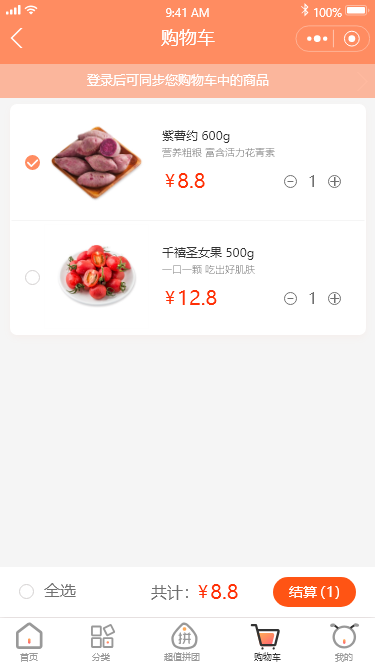 9:41 AM 100%
购物车
登录后可同步您购物车中的商品
紫薯约 600g
营养粗粮 富含活力花青素
￥8.8 1
千禧圣女果 500g
一口一颗 吃出好肌肤
￥12.8 1
全选 共计：￥8.8 结算 (1)
拼
首页 分类 超值拼团 购物车 我的